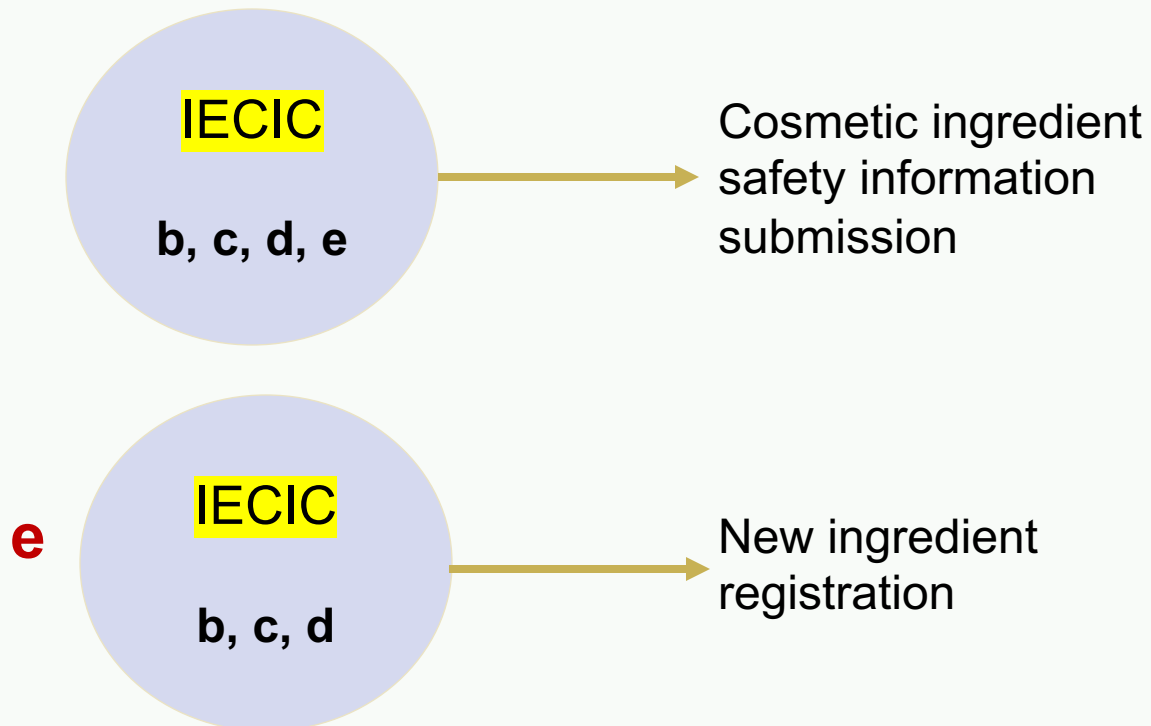 IECIC
b, c, d, e
Cosmetic ingredient
safety information
submission
e
IECIC
b, c, d
New ingredient
registration